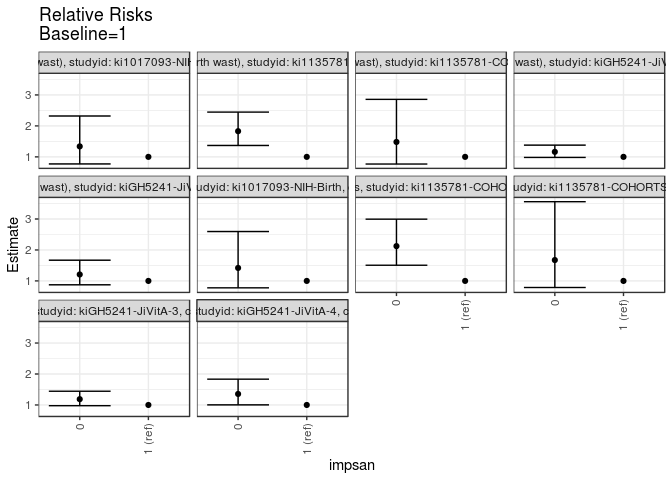 Relative Risks
Baseline=1
wast), studyid: ki1017093-NIH
rth wast), studyid: ki1135781
wast), studyid: ki1135781-CO
wast), studyid: kiGH5241-JiV
3
2
1
wast), studyid: kiGH5241-JiV
udyid: ki1017093-NIH-Birth,
s, studyid: ki1135781-COHO
udyid: ki1135781-COHORTS
3
2
1
0
1 (ref)
0
1 (ref)
studyid: kiGH5241-JiVitA-3, c
studyid: kiGH5241-JiVitA-4, c
3
2
1
0
1 (ref)
0
1 (ref)
Estimate
impsan